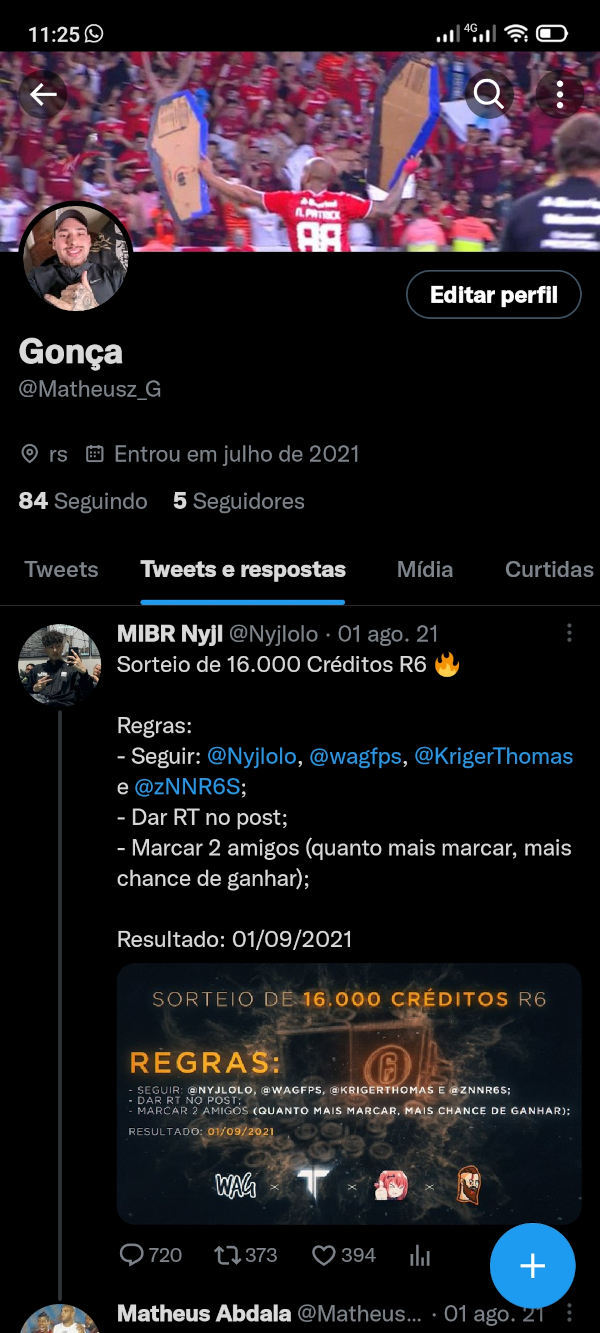 11:25
4G
A. PATRICK
88
Editar perfil
Gonça
@Matheusz_G
rs Entrou em julho de 2021
84 Seguindo 5 Seguidores
Tweets Tweets e respostas Mídia Curtidas
MIBR Nyjl @Nyjlolo · 01 ago. 21
Sorteio de 16.000 Créditos R6 🔥
Regras:
- Seguir: @Nyjlolo, @wagfps, @KrigerThomas
e @zNNR6S;
- Dar RT no post;
- Marcar 2 amigos (quanto mais marcar, mais
chance de ganhar);
Resultado: 01/09/2021
SORTEIO DE 16.000 CRÉDITOS R6
REGRAS:
- SEGUIR: @NYJLOLO, @WAGFPS, @KRIGERTHOMAS E @ZNNR6S;
- DAR RT NO POST;
- MARCAR 2 AMIGOS (QUANTO MAIS MARCAR, MAIS CHANCE DE GANHAR);
RESULTADO: 01/09/2021
WAG × × ×
720 373 394
Matheus Abdala @Matheus... · 01 ago. 21